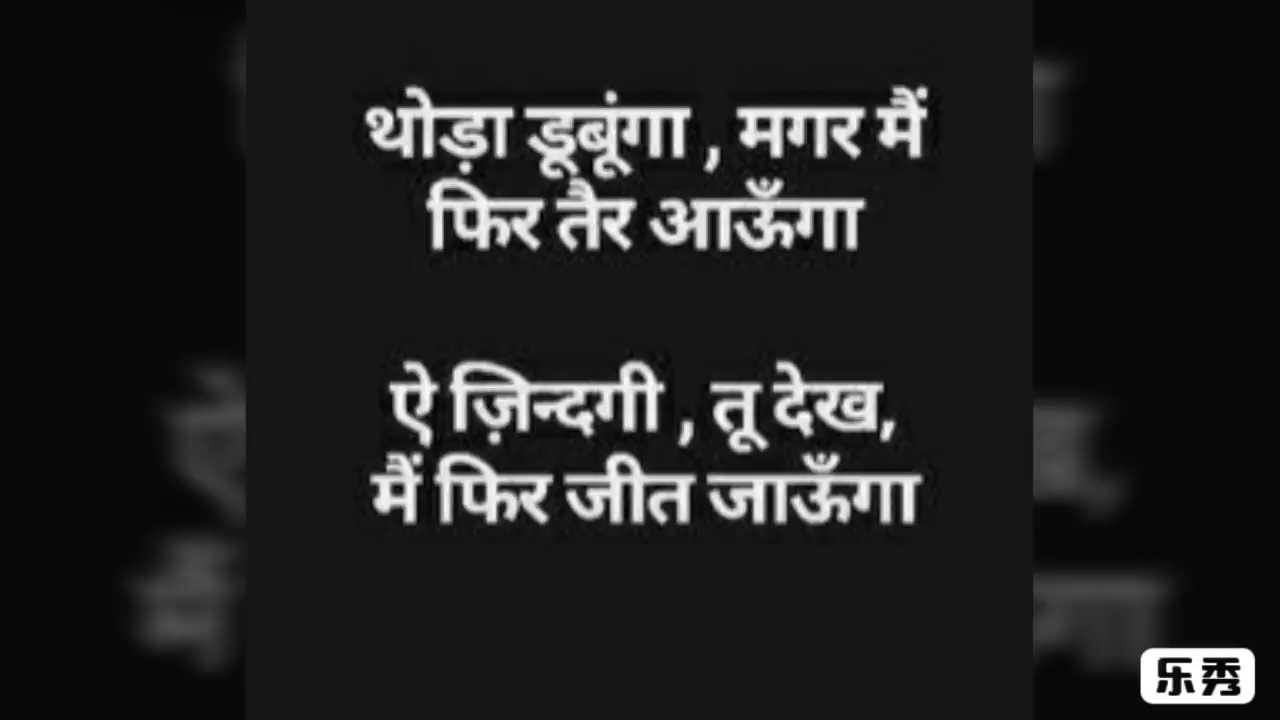 थोड़ा डूबूंगा , मगर मैं
फिर तैर आऊँगा
ऐ ज़िन्दगी , तू देख,
मैं फिर जीत जाऊँगा
乐秀